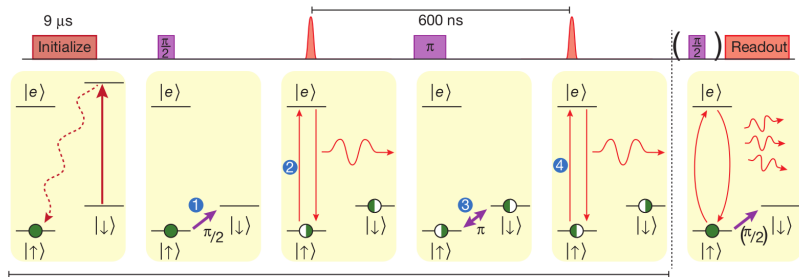 9 μs
600 ns
Initialize
π/2
π
( π/2 )
Readout
|e⟩
|e⟩
|e⟩
|e⟩
|e⟩
|e⟩
2
4
1
3
|↓⟩
π/2
|↓⟩
|↓⟩
π
|↓⟩
|↓⟩
(π/2)
|↓⟩
|↑⟩
|↑⟩
|↑⟩
|↑⟩
|↑⟩
|↑⟩